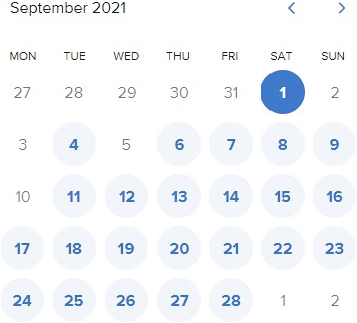 September 2021
MON TUE WED THU FRI SAT SUN
27 28 29 30 31 1 2
3 4 5 6 7 8 9
10 11 12 13 14 15 16
17 18 19 20 21 22 23
24 25 26 27 28 1 2